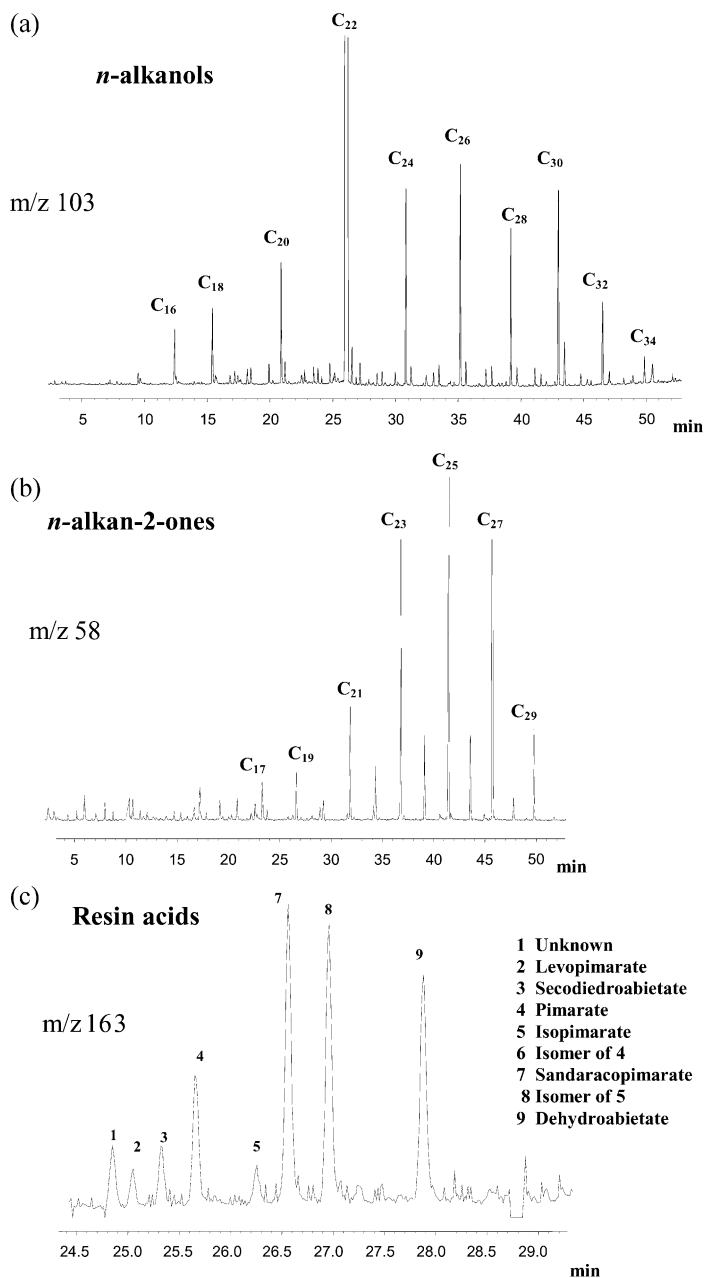 (a)
C22
n-alkanols
C26
C24
C30
m/z 103
C28
C20
C32
C18
C16
C34
5 10 15 20 25 30 35 40 45 50
min
(b)
C25
n-alkan-2-ones
C23
C27
m/z 58
C21
C29
C19
C17
5 10 15 20 25 30 35 40 45 50
min
(c)
Resin acids
7
8
9
1 Unknown
2 Levopimarate
3 Secodiedroabietate
4 Pimarate
5 Isopimarate
6 Isomer of 4
7 Sandaracopimarate
8 Isomer of 5
9 Dehydroabietate
m/z 163
4
1
2
3
5
24.5 25.0 25.5 26.0 26.5 27.0 27.5 28.0 28.5 29.0
min